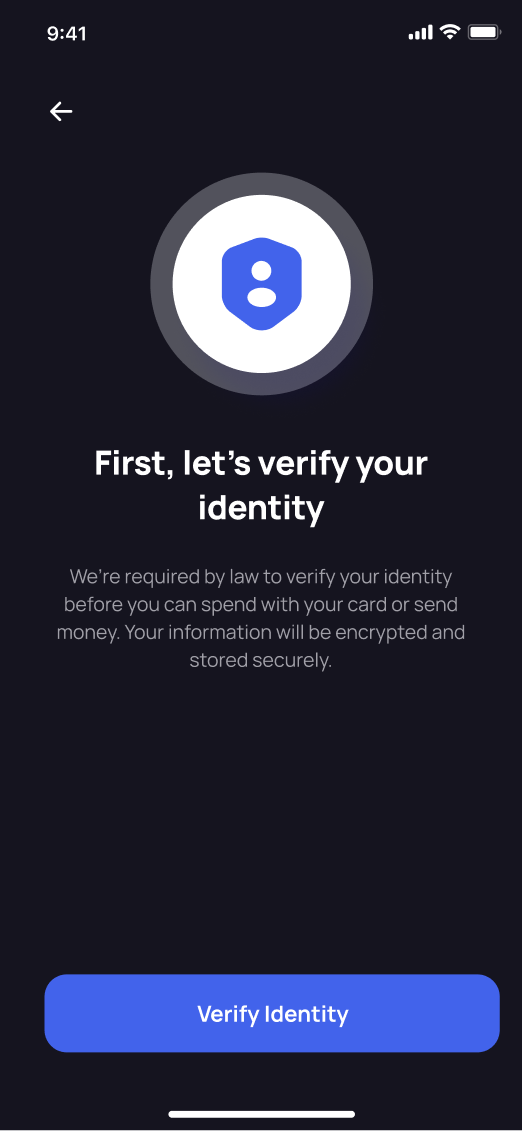 9:41
First, let's verify your
identity
We're required by law to verify your identity
before you can spend with your card or send
money. Your information will be encrypted and
stored securely.
Verify Identity